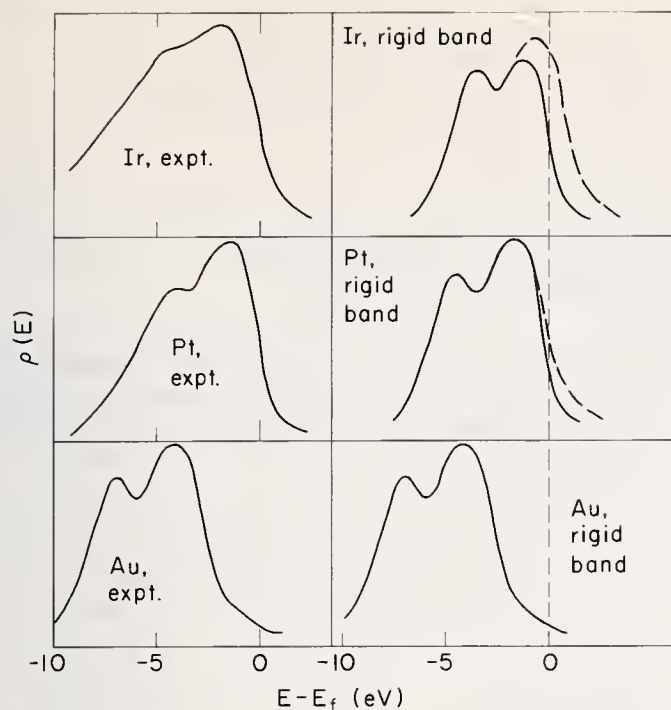 Ir, expt.
Ir, rigid band
Pt,
expt.
Pt,
rigid
band
Au,
expt.
Au,
rigid
band
ρ(E)
-10 -5 0 -10 -5 0
E-E_f (eV)